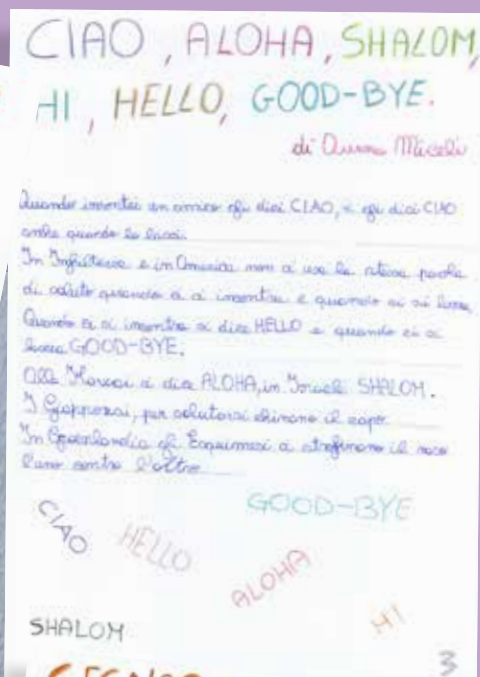 CIAO, ALOHA, SHALOM,
HI, HELLO, GOOD-BYE.
di Miceli
Quando incontri un amico gli dici CIAO, e gli dici CIAO
anche quando lo lasci.
In Inghilterra e in America non si usa la stessa parola
di saluto quando ci si incontra e quando ci si lascia.
Quando ci si incontra si dice HELLO e quando ci si
lascia GOOD-BYE.
Alle Hawai si dice ALOHA, in Israele SHALOM.
I Giapponesi, per salutarsi chinano il capo.
In Groenlandia gli Esquimesi si strofinano il naso
l'uno contro l'altro.
GOOD-BYE
CIAO
HELLO
ALOHA
HI
SHALOM
3